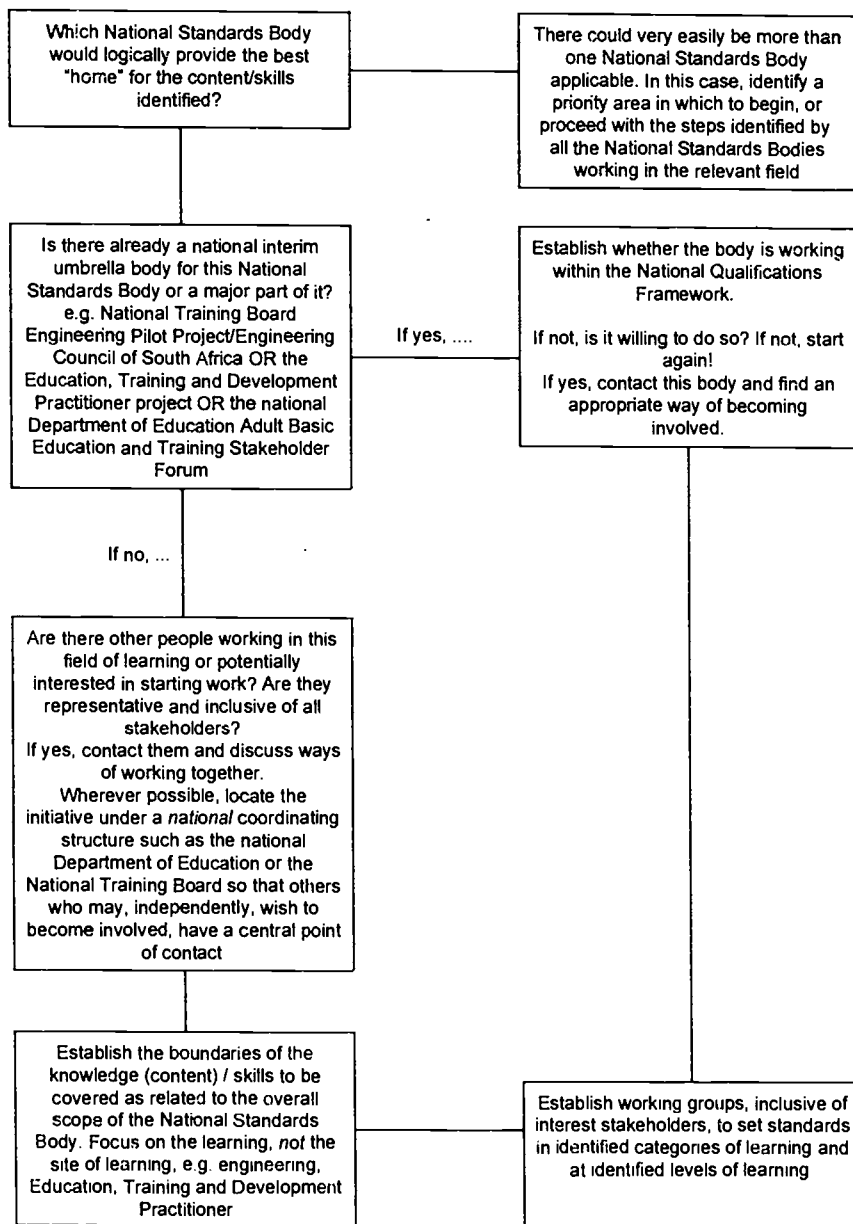 Which National Standards Body
would logically provide the best
"home" for the content/skills
identified?
There could very easily be more than
one National Standards Body
applicable. In this case, identify a
priority area in which to begin, or
proceed with the steps identified by
all the National Standards Bodies
working in the relevant field
Is there already a national interim
umbrella body for this National
Standards Body or a major part of it?
e.g. National Training Board
Engineering Pilot Project/Engineering
Council of South Africa OR the
Education, Training and Development
Practitioner project OR the national
Department of Education Adult Basic
Education and Training Stakeholder
Forum
If yes, ....
Establish whether the body is working
within the National Qualifications
Framework.
If not, is it willing to do so? If not, start
again!
If yes, contact this body and find an
appropriate way of becoming
involved.
If no, ...
Are there other people working in this
field of learning or potentially
interested in starting work? Are they
representative and inclusive of all
stakeholders?
If yes, contact them and discuss ways
of working together.
Wherever possible, locate the
initiative under a national coordinating
structure such as the national
Department of Education or the
National Training Board so that others
who may, independently, wish to
become involved, have a central point
of contact
Establish the boundaries of the
knowledge (content) / skills to be
covered as related to the overall
scope of the National Standards
Body. Focus on the learning, not the
site of learning, e.g. engineering,
Education, Training and Development
Practitioner
Establish working groups, inclusive of
interest stakeholders, to set standards
in identified categories of learning and
at identified levels of learning